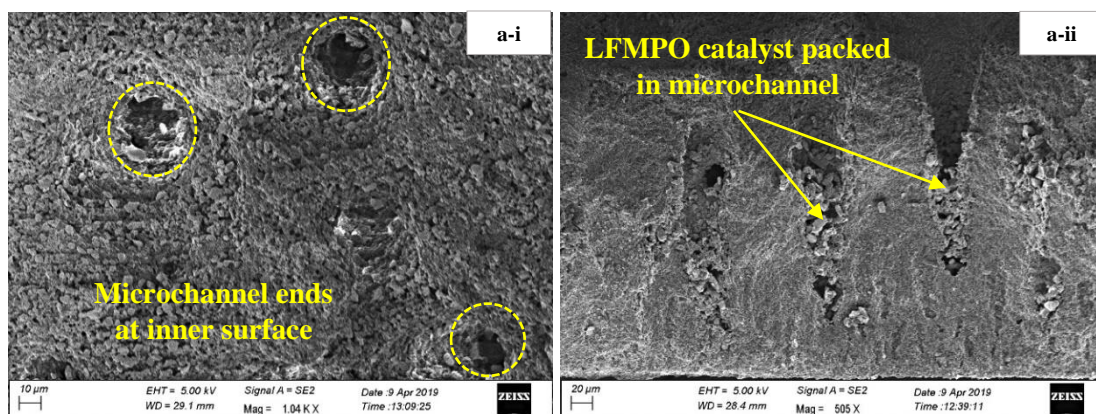 a-i
Microchannel ends
at inner surface
10 µm
EHT = 5.00 kV
Signal A = SE2
Date :9 Apr 2019
WD = 29.1 mm
Mag = 1.04 K X
Time :13:09:25
ZEISS
a-ii
LFMPO catalyst packed
in microchannel
20 µm
EHT = 5.00 kV
Signal A = SE2
Date :9 Apr 2019
WD = 28.4 mm
Mag = 505 X
Time :12:39:11
ZEISS